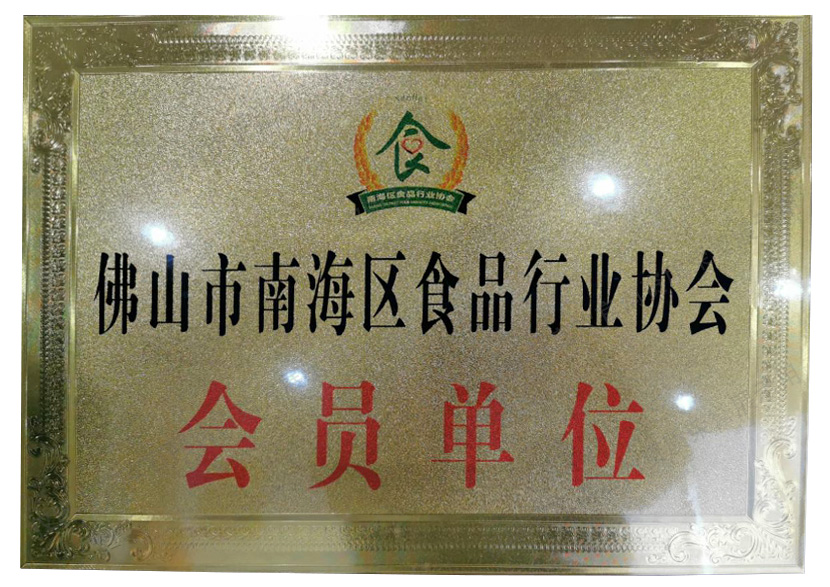 食
南海区食品行业协会
佛山市南海区食品行业协会
会员单位